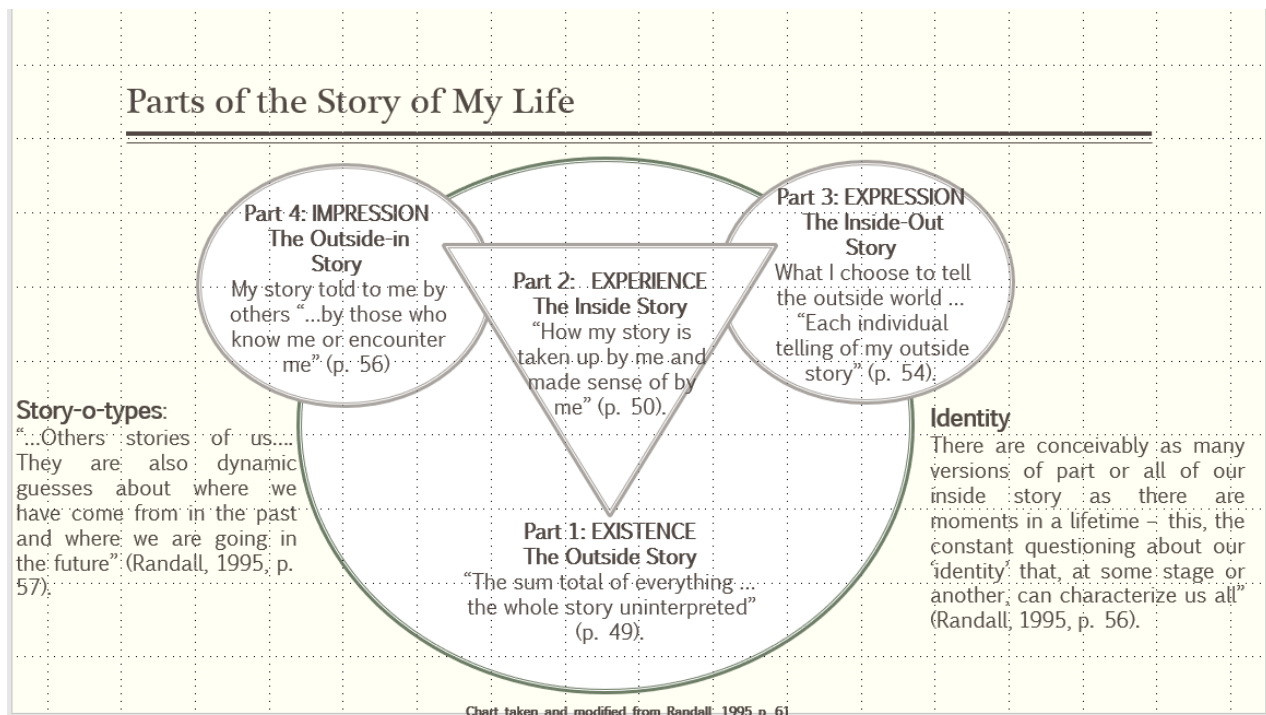 Parts of the Story of My Life
Part 4: IMPRESSION
The Outside-in
Story
My story told to me by
others “...by those who
know me or encounter
me” (p. 56)
Part 2: EXPERIENCE
The Inside Story
“How my story is
taken up by me and
made sense of by
me” (p. 50).
Part 3: EXPRESSION
The Inside-Out
Story
What I choose to tell
the outside world ...
“Each individual
telling of my outside
story” (p. 54).
Story-o-types:
“...Others stories of us....
They are also dynamic
guesses about where we
have come from in the past
and where we are going in
the future” (Randall, 1995, p.
57).
Part 1: EXISTENCE
The Outside Story
“The sum total of everything ...
the whole story uninterpreted”
(p. 49).
Identity
There are conceivably as many
versions of part or all of our
inside story as there are
moments in a lifetime – this, the
constant questioning about our
‘identity’ that, at some stage or
another, can characterize us all”
(Randall, 1995, p. 56).
Chart taken and modified from Randall, 1995 p. 61